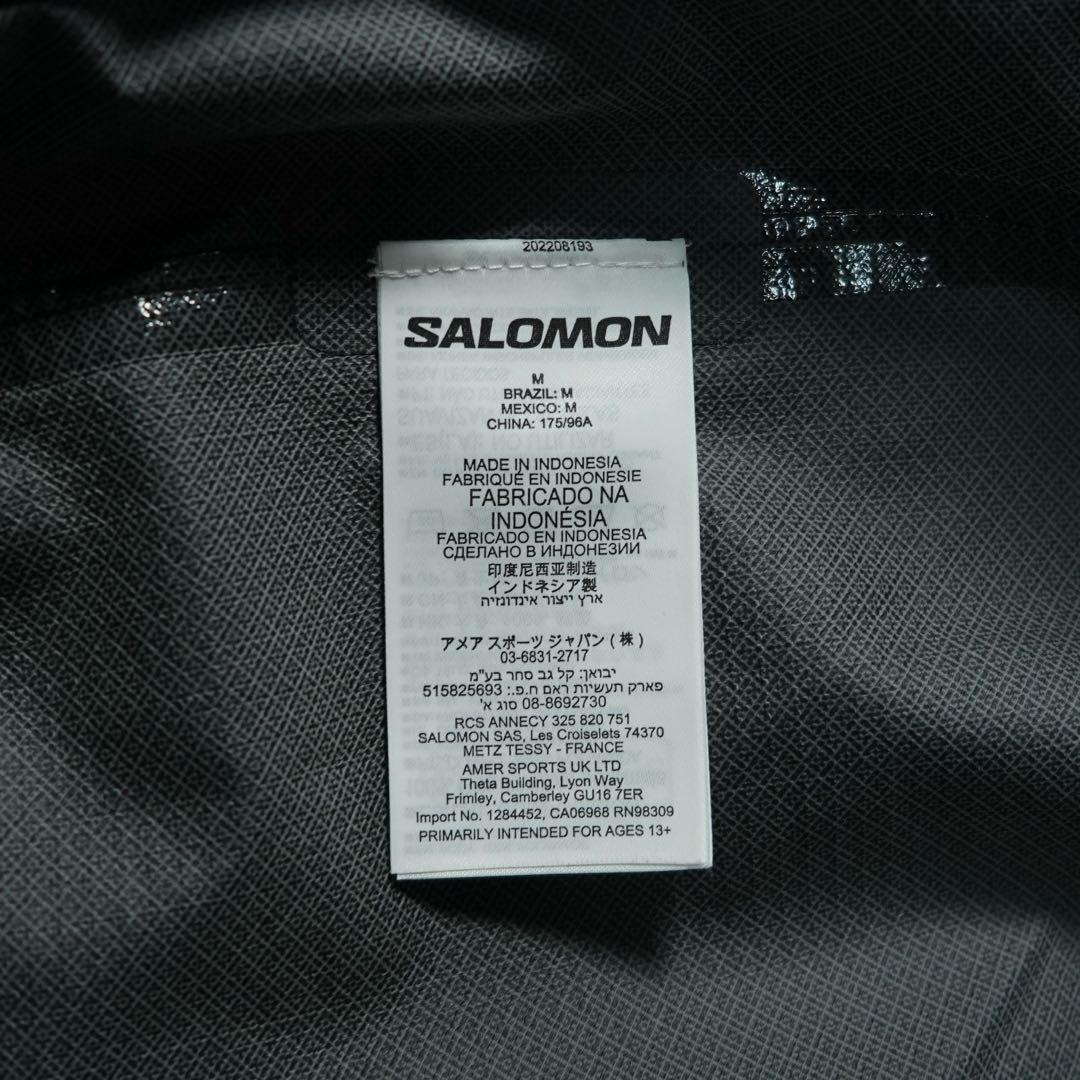 202208193
SALOMON
M
BRAZIL: M
MEXICO: M
CHINA: 175/96A
MADE IN INDONESIA
FABRIQUÉ EN INDONESIE
FABRICADO NA
INDONÉSIA
FABRICADO EN INDONESIA
СДЕЛАНО В ИНДОНЕЗИИ
印度尼西亚制造
インドネシア製
ארץ ייצור אינדונזיה
アメア スポーツ ジャパン ( 株 )
03-6831-2717
יבואן: קל גב סחר בע"מ
פארק תעשיות ראם ח.פ.: 515825693
08-8692730 סוג א'
RCS ANNECY 325 820 751
SALOMON SAS, Les Croiselets 74370
METZ TESSY - FRANCE
AMER SPORTS UK LTD
Theta Building, Lyon Way
Frimley, Camberley GU16 7ER
Import No. 1284452, CA06968 RN98309
PRIMARILY INTENDED FOR AGES 13+